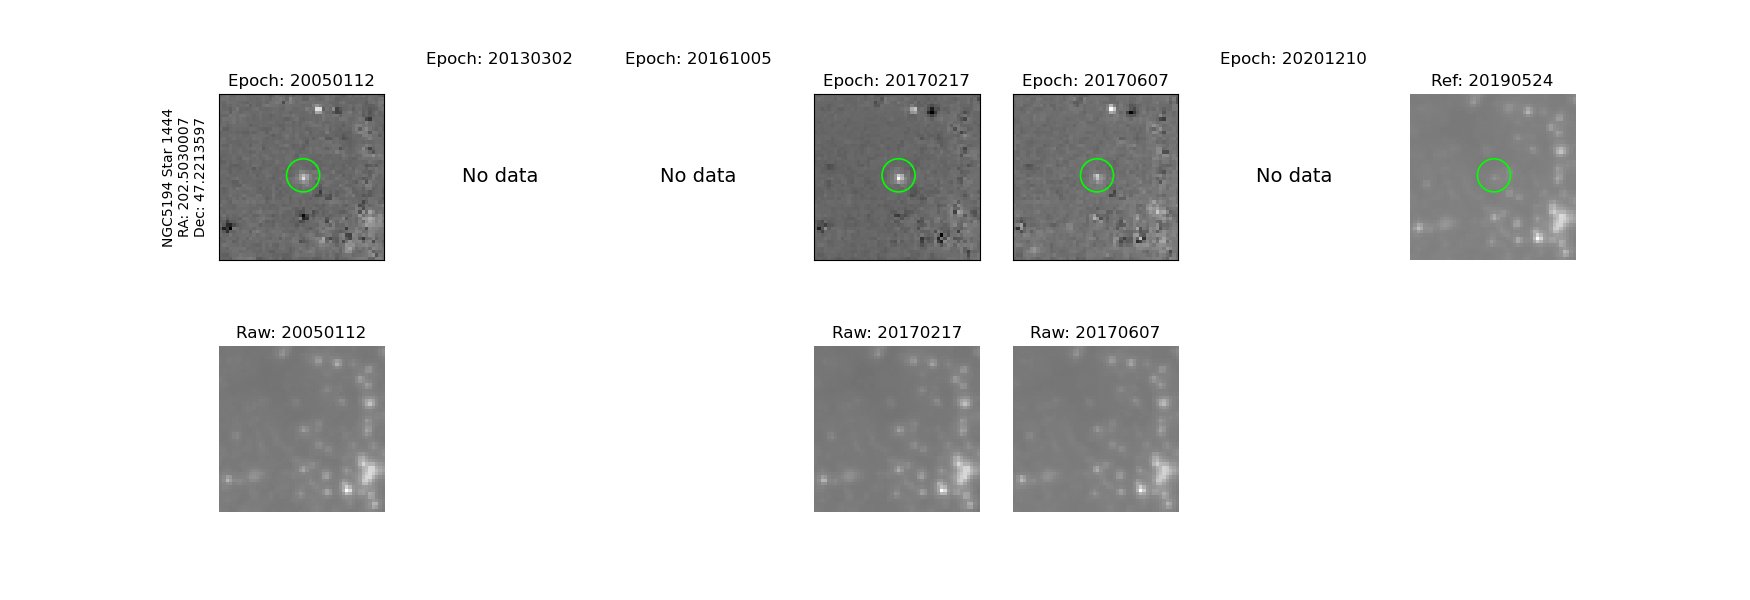 Epoch: 20050112
Epoch: 20130302
Epoch: 20161005
Epoch: 20170217
Epoch: 20170607
Epoch: 20201210
Ref: 20190524
NGC5194 Star 1444
RA: 202.5030007
Dec: 47.2213597
No data
No data
No data
Raw: 20050112
Raw: 20170217
Raw: 20170607